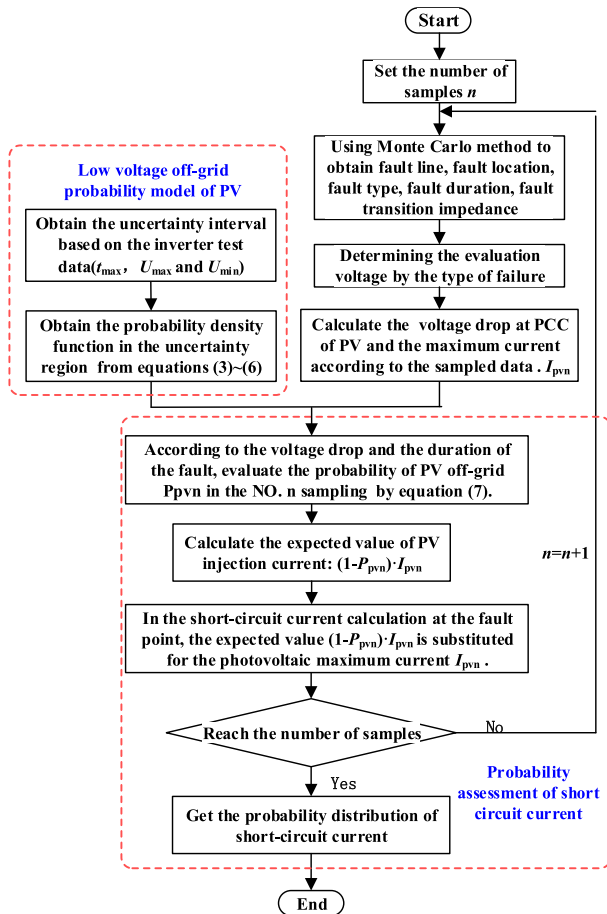 Start
Set the number of
samples n
Using Monte Carlo method to
obtain fault line, fault location,
fault type, fault duration, fault
transition impedance
Determining the evaluation
voltage by the type of failure
Calculate the voltage drop at PCC
of PV and the maximum current
according to the sampled data . Ipvn
Low voltage off-grid
probability model of PV
Obtain the uncertainty interval
based on the inverter test
data(tmax， Umax and Umin)
Obtain the probability density
function in the uncertainty
region from equations (3)~(6)
According to the voltage drop and the duration of
the fault, evaluate the probability of PV off-grid
Ppvn in the NO. n sampling by equation (7).
Calculate the expected value of PV
injection current: (1-Ppvn)·Ipvn
n=n+1
In the short-circuit current calculation at the fault
point, the expected value (1-Ppvn)·Ipvn is substituted
for the photovoltaic maximum current Ipvn .
Reach the number of samples
No
Yes
Probability
assessment of short
circuit current
Get the probability distribution of
short-circuit current
End